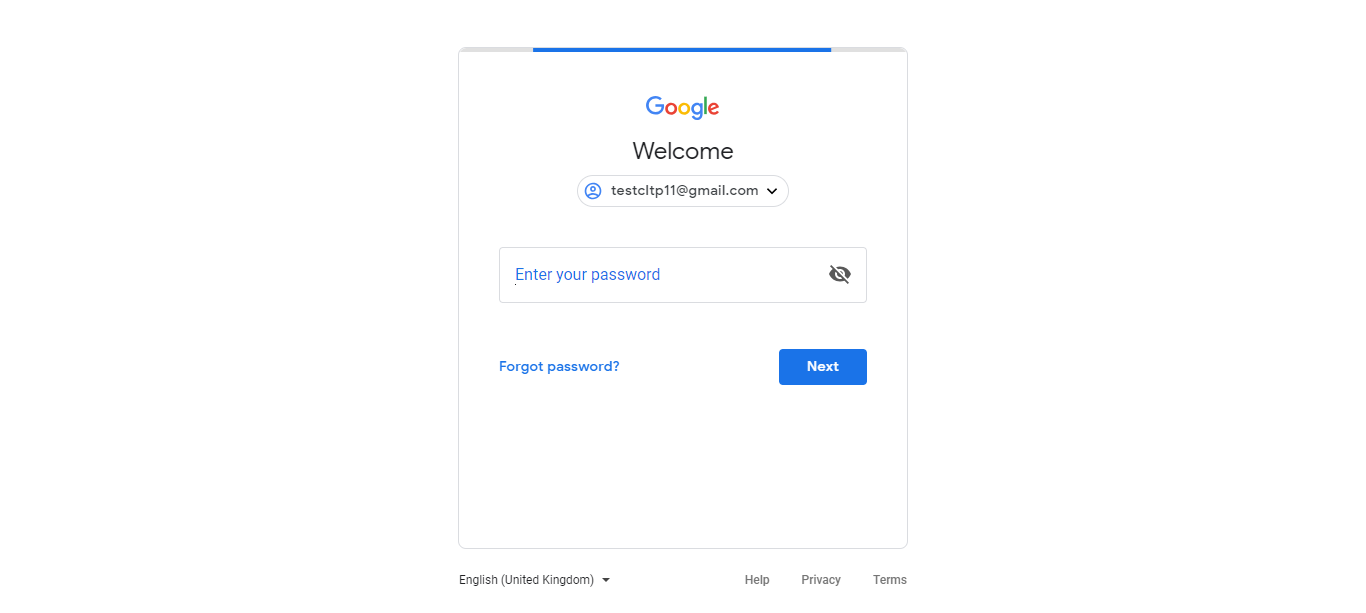 Google
Welcome
testcltp11@gmail.com
Enter your password
Forgot password?
Next
English (United Kingdom)
Help
Privacy
Terms